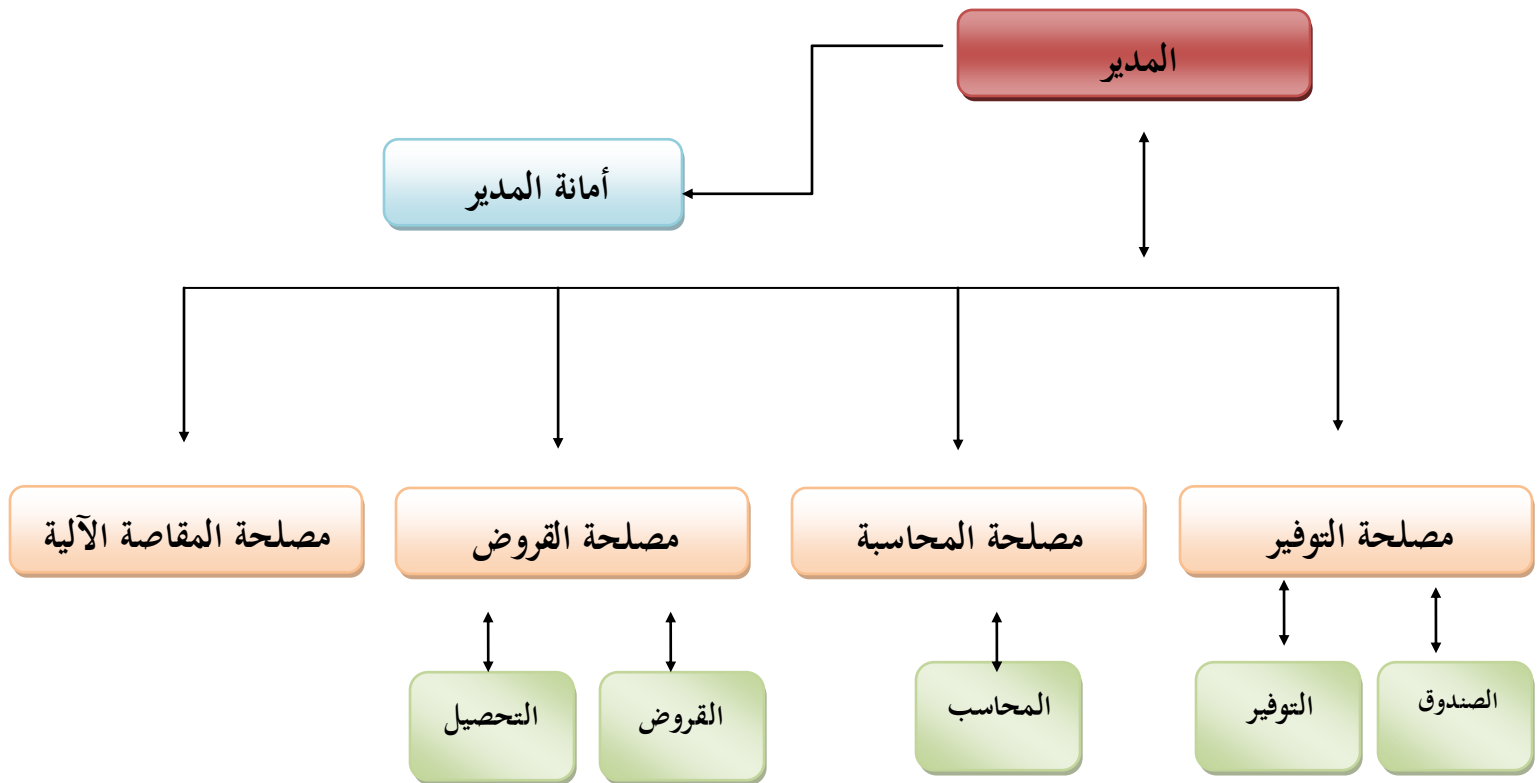 المدير
أمانة المدير
مصلحة التوفير
مصلحة المحاسبة
مصلحة القروض
مصلحة المقاصة الآلية
الصندوق
التوفير
المحاسب
القروض
التحصيل